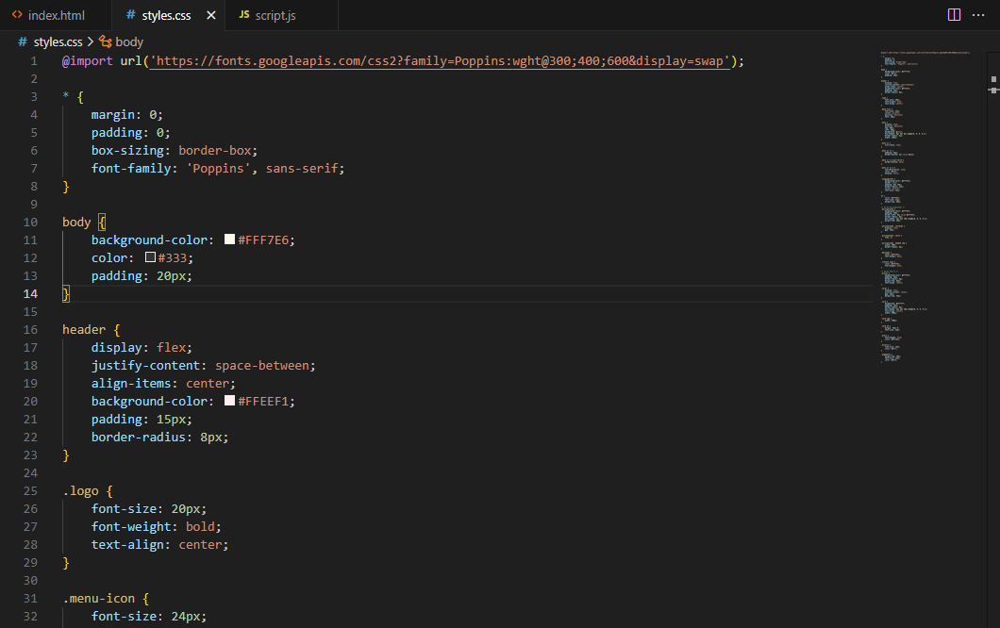 index.html
# styles.css
JS script.js
# styles.css > body
1 @import url('https://fonts.googleapis.com/css2?family=Poppins:wght@300;400;600&display=swap');
2
3 * {
4 margin: 0;
5 padding: 0;
6 box-sizing: border-box;
7 font-family: 'Poppins', sans-serif;
8 }
9
10 body {
11 background-color: #FFF7E6;
12 color: #333;
13 padding: 20px;
14 }
15
16 header {
17 display: flex;
18 justify-content: space-between;
19 align-items: center;
20 background-color: #FFEEF1;
21 padding: 15px;
22 border-radius: 8px;
23 }
24
25 .logo {
26 font-size: 20px;
27 font-weight: bold;
28 text-align: center;
29 }
30
31 .menu-icon {
32 font-size: 24px;